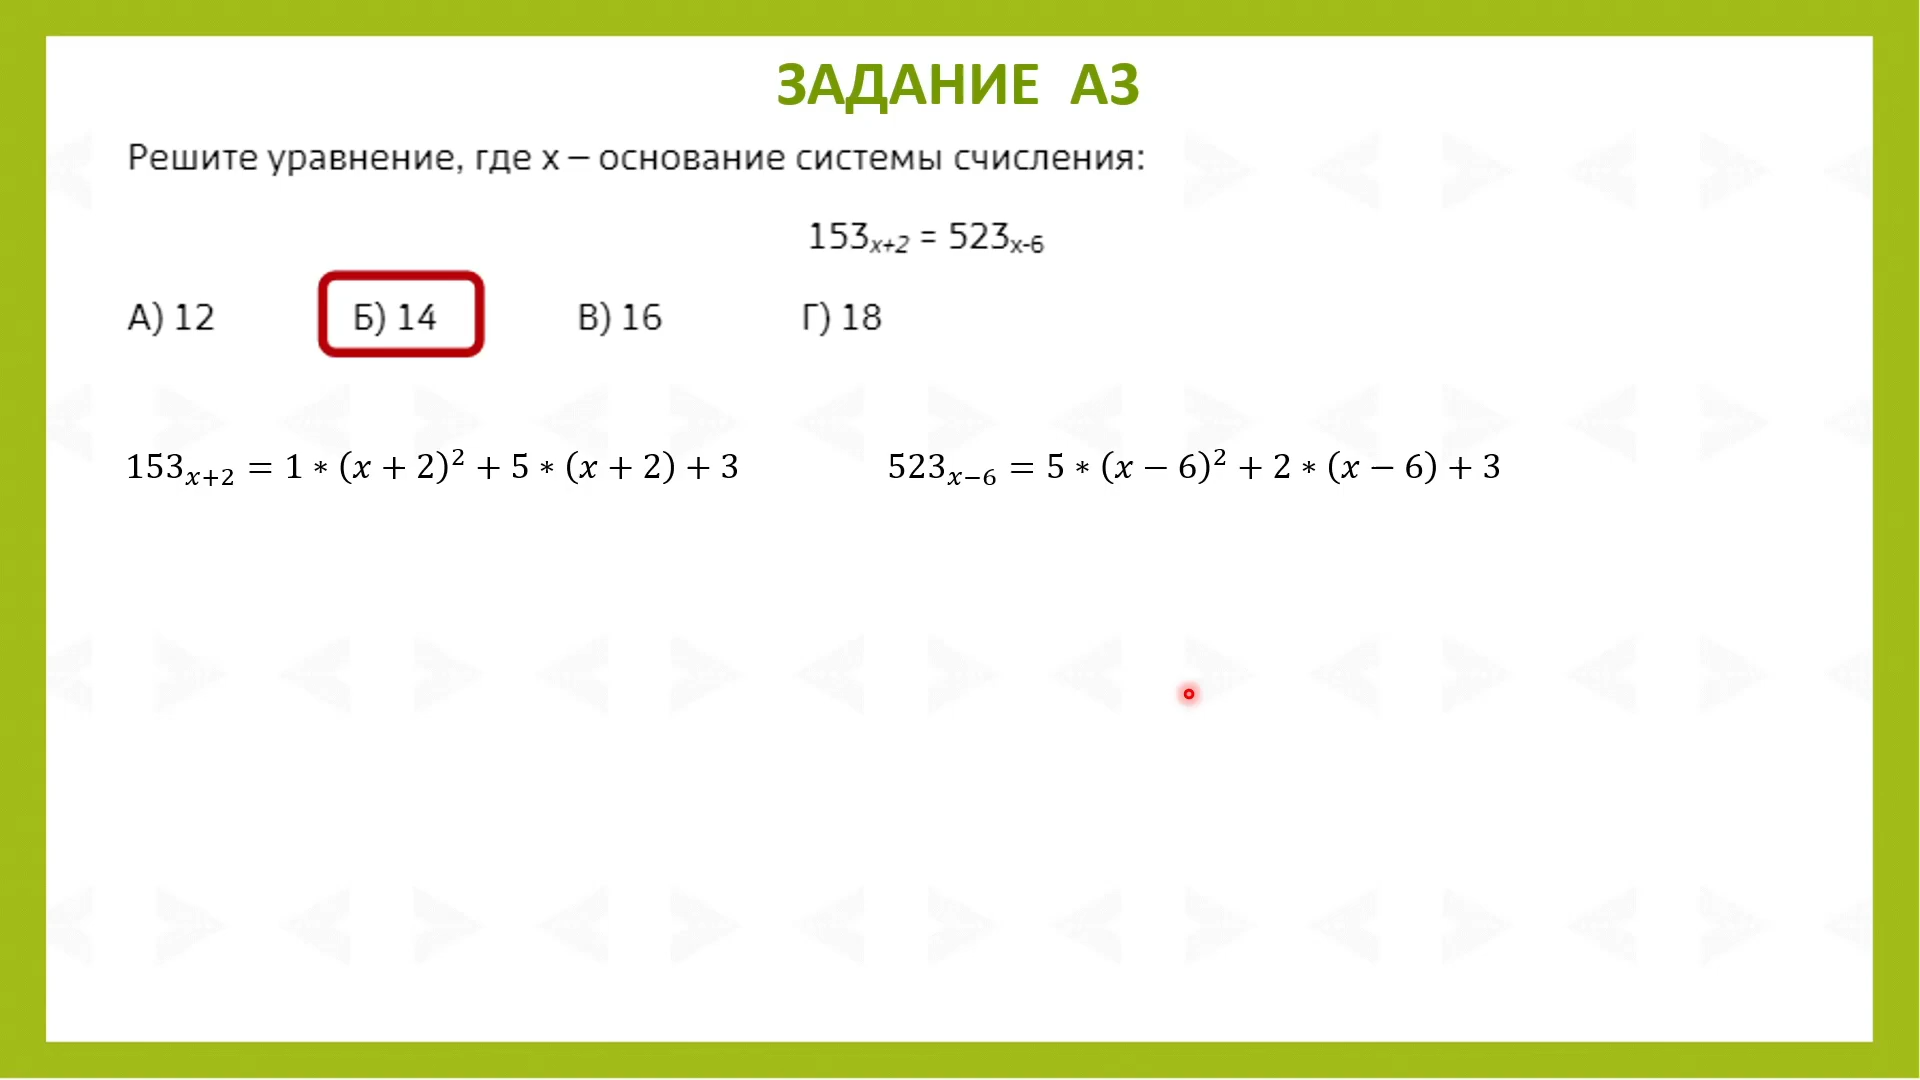 ЗАДАНИЕ А3
Решите уравнение, где х – основание системы счисления:
153ₓ₊₂ = 523ₓ₋₆
А) 12 Б) 14 В) 16 Г) 18
153ₓ₊₂ = 1 ∗ (x + 2)² + 5 ∗ (x + 2) + 3 523ₓ₋₆ = 5 ∗ (x − 6)² + 2 ∗ (x − 6) + 3